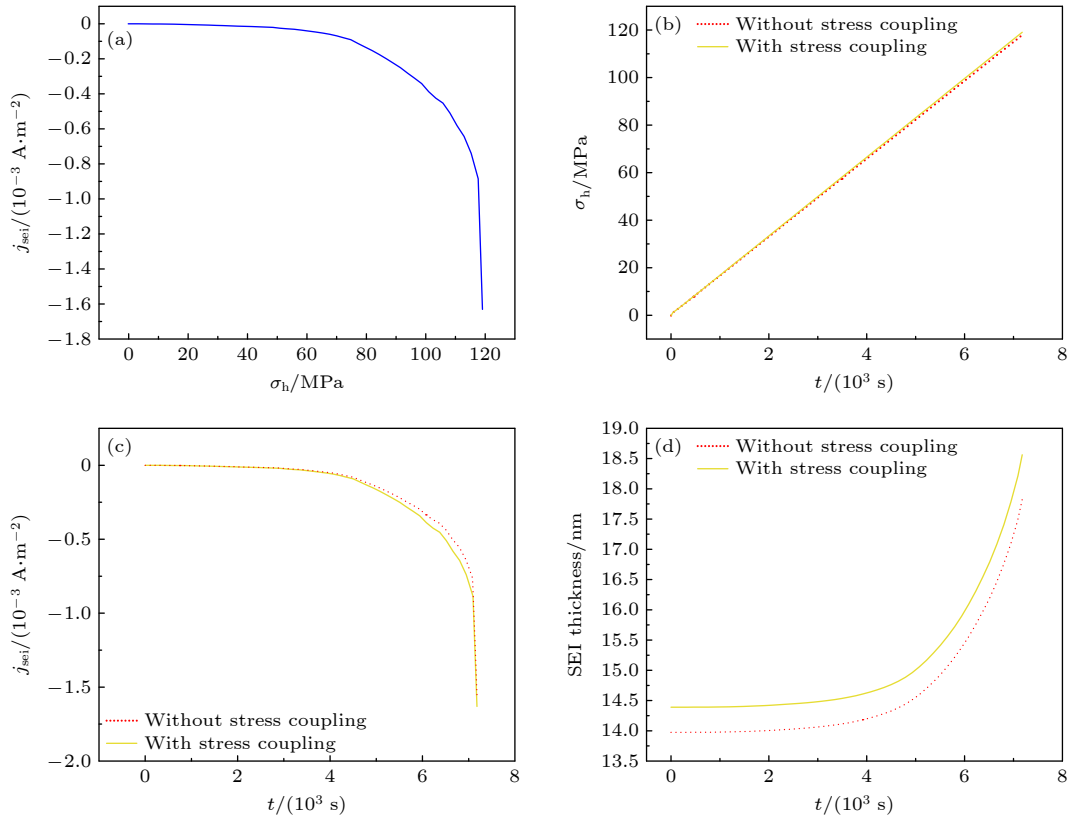 (a)
0
−0.2
−0.4
−0.6
−0.8
−1.0
−1.2
−1.4
−1.6
−1.8
j_sei/(10⁻³ A·m⁻²)
0 20 40 60 80 100 120
σ_h/MPa
(b)
Without stress coupling
With stress coupling
120
100
80
60
40
20
0
σ_h/MPa
0 2 4 6 8
t/(10³ s)
(c)
0
−0.5
−1.0
−1.5
−2.0
j_sei/(10⁻³ A·m⁻²)
Without stress coupling
With stress coupling
0 2 4 6 8
t/(10³ s)
(d)
Without stress coupling
With stress coupling
19.0
18.5
18.0
17.5
17.0
16.5
16.0
15.5
15.0
14.5
14.0
13.5
SEI thickness/nm
0 2 4 6 8
t/(10³ s)